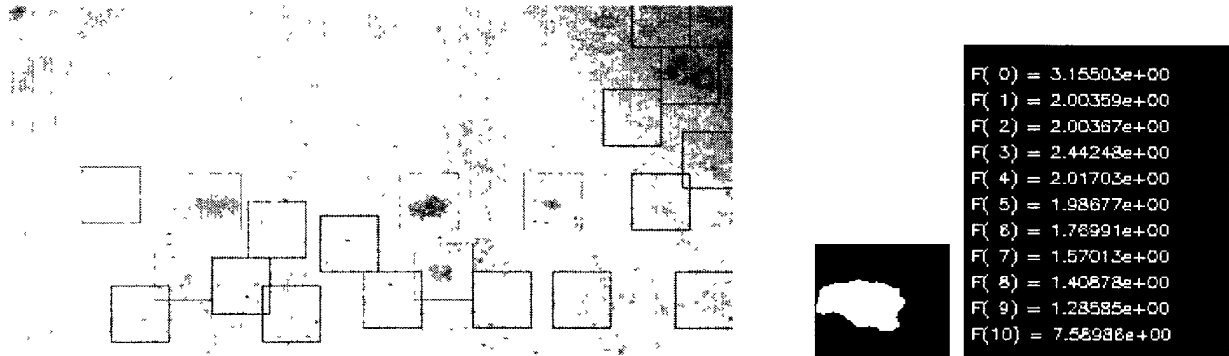 F( 0) = 3.15503e+00
F( 1) = 2.00359e+00
F( 2) = 2.00367e+00
F( 3) = 2.44248e+00
F( 4) = 2.01703e+00
F( 5) = 1.98677e+00
F( 6) = 1.76991e+00
F( 7) = 1.57013e+00
F( 8) = 1.40878e+00
F( 9) = 1.28585e+00
F(10) = 7.58986e+00